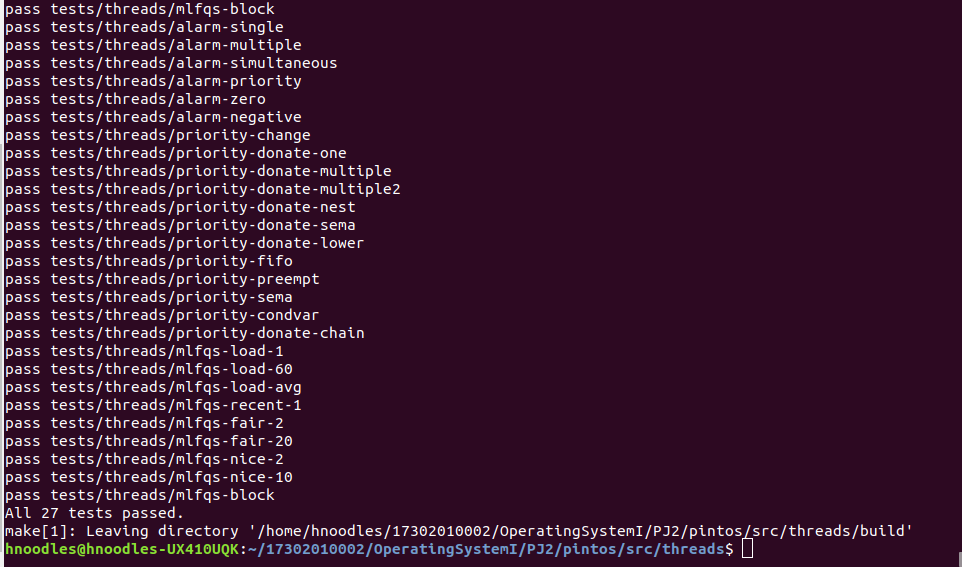 pass tests/threads/mlfqs-block
pass tests/threads/alarm-single
pass tests/threads/alarm-multiple
pass tests/threads/alarm-simultaneous
pass tests/threads/alarm-priority
pass tests/threads/alarm-zero
pass tests/threads/alarm-negative
pass tests/threads/priority-change
pass tests/threads/priority-donate-one
pass tests/threads/priority-donate-multiple
pass tests/threads/priority-donate-multiple2
pass tests/threads/priority-donate-nest
pass tests/threads/priority-donate-sema
pass tests/threads/priority-donate-lower
pass tests/threads/priority-fifo
pass tests/threads/priority-preempt
pass tests/threads/priority-sema
pass tests/threads/priority-condvar
pass tests/threads/priority-donate-chain
pass tests/threads/mlfqs-load-1
pass tests/threads/mlfqs-load-60
pass tests/threads/mlfqs-load-avg
pass tests/threads/mlfqs-recent-1
pass tests/threads/mlfqs-fair-2
pass tests/threads/mlfqs-fair-20
pass tests/threads/mlfqs-nice-2
pass tests/threads/mlfqs-nice-10
pass tests/threads/mlfqs-block
All 27 tests passed.
make[1]: Leaving directory '/home/hnoodles/17302010002/OperatingSystemI/PJ2/pintos/src/threads/build'
hnoodles@hnoodles-UX410UQK:~/17302010002/OperatingSystemI/PJ2/pintos/src/threads$